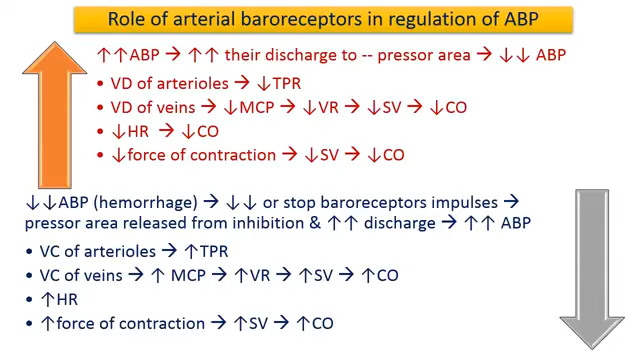 Role of arterial baroreceptors in regulation of ABP
↑↑ABP → ↑↑ their discharge to -- pressor area → ↓↓ ABP
• VD of arterioles → ↓TPR
• VD of veins → ↓MCP → ↓VR → ↓SV → ↓CO
• ↓HR → ↓CO
• ↓force of contraction → ↓SV → ↓CO
↓↓ABP (hemorrhage) → ↓↓ or stop baroreceptors impulses →
pressor area released from inhibition & ↑↑ discharge → ↑↑ ABP
• VC of arterioles → ↑TPR
• VC of veins → ↑ MCP → ↑VR → ↑SV → ↑CO
• ↑HR
• ↑force of contraction → ↑SV → ↑CO